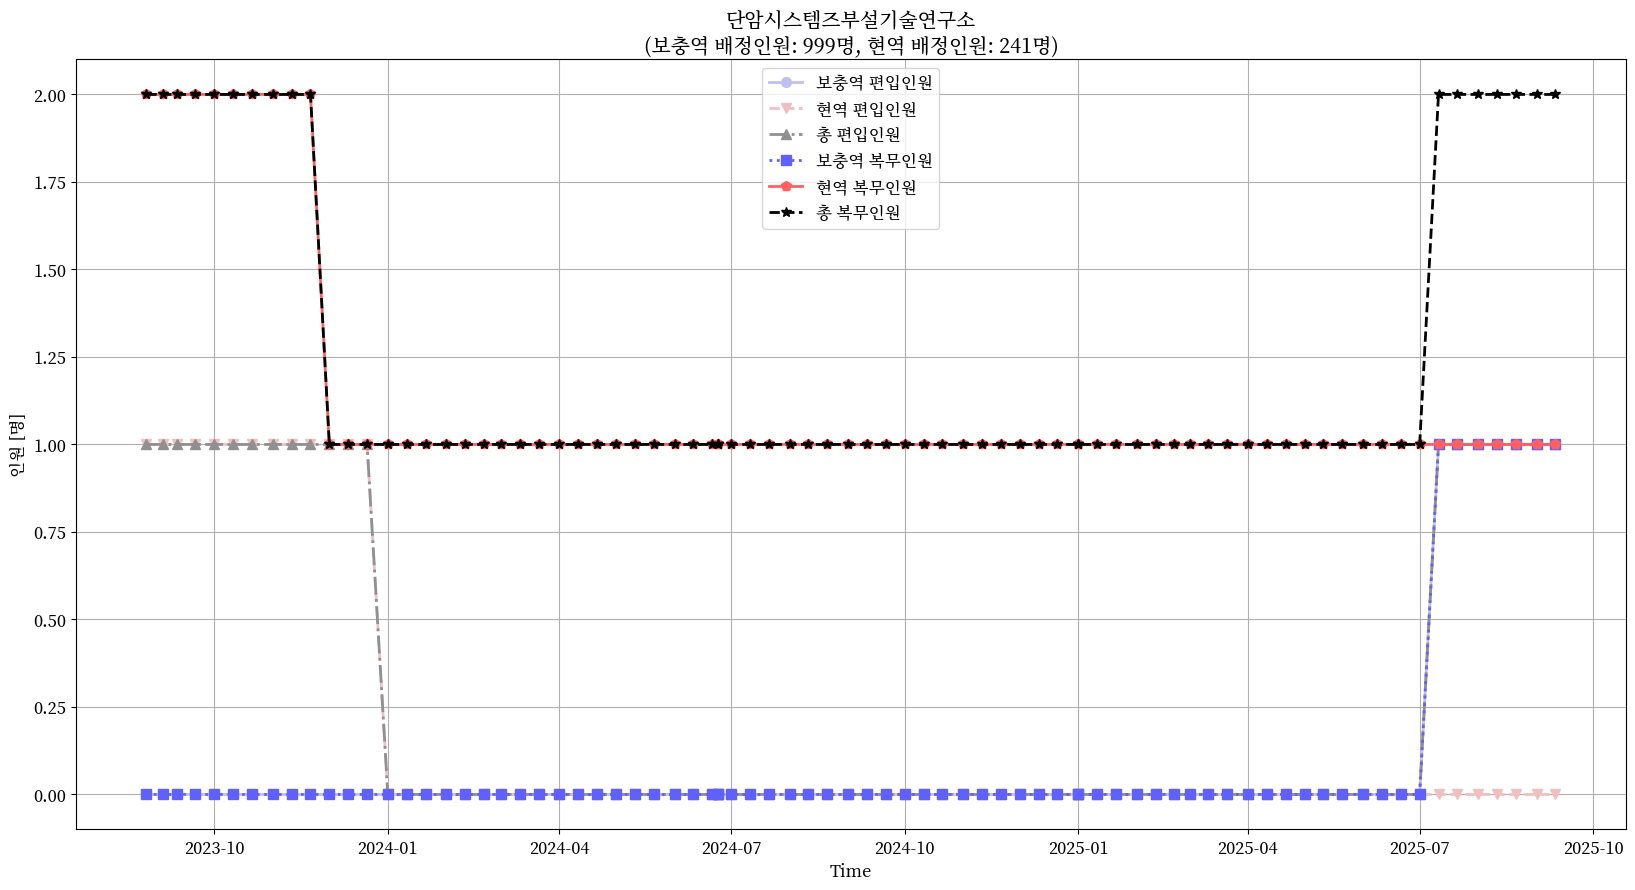 단암시스템즈부설기술연구소
(보충역 배정인원: 999명, 현역 배정인원: 241명)
보충역 편입인원
현역 편입인원
총 편입인원
보충역 복무인원
현역 복무인원
총 복무인원
2.00
1.75
1.50
1.25
1.00
0.75
0.50
0.25
0.00
인원 [명]
2023-10
2024-01
2024-04
2024-07
2024-10
2025-01
2025-04
2025-07
2025-10
Time